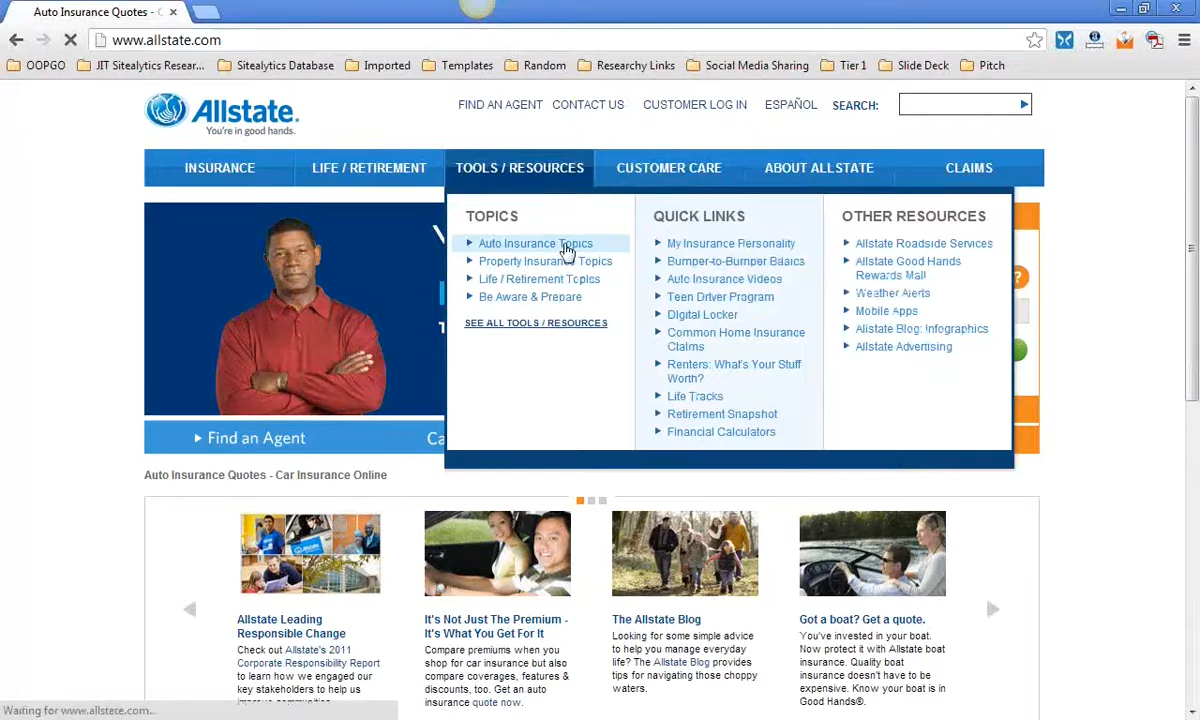 Auto Insurance Quotes - C
www.allstate.com
OOPGO
JIT Sitealytics Resear...
Sitealytics Database
Imported
Templates
Random
Researchy Links
Social Media Sharing
Tier1
Slide Deck
Pitch
Allstate.
You're in good hands.
FIND AN AGENT
CONTACT US
CUSTOMER LOG IN
ESPAÑOL
SEARCH:
INSURANCE
LIFE / RETIREMENT
TOOLS / RESOURCES
CUSTOMER CARE
ABOUT ALLSTATE
CLAIMS
TOPICS
Auto Insurance Topics
Property Insurance Topics
Life / Retirement Topics
Be Aware & Prepare
SEE ALL TOOLS / RESOURCES
QUICK LINKS
My Insurance Personality
Bumper-to-Bumper Basics
Auto Insurance Videos
Teen Driver Program
Digital Locker
Common Home Insurance
Claims
Renters: What's Your Stuff
Worth?
Life Tracks
Retirement Snapshot
Financial Calculators
OTHER RESOURCES
Allstate Roadside Services
Allstate Good Hands
Rewards Mall
Weather Alerts
Mobile Apps
Allstate Blog: Infographics
Allstate Advertising
?
Find an Agent
Ca
Auto Insurance Quotes - Car Insurance Online
Allstate
Allstate Leading
Responsible Change
Check out Allstate's 2011
Corporate Responsibility Report
to learn how we engaged our
key stakeholders to help us
It's Not Just The Premium -
It's What You Get For It
Compare premiums when you
shop for car insurance but also
compare coverages, features &
discounts, too. Get an auto
insurance quote now.
The Allstate Blog
Looking for some simple advice
to help you manage everyday
life? The Allstate Blog provides
tips for navigating those choppy
waters.
Got a boat? Get a quote.
You've invested in your boat.
Now protect it with Allstate boat
insurance. Quality boat
insurance doesn't have to be
expensive. Know your boat is in
Good Hands®.
Waiting for www.allstate.com...